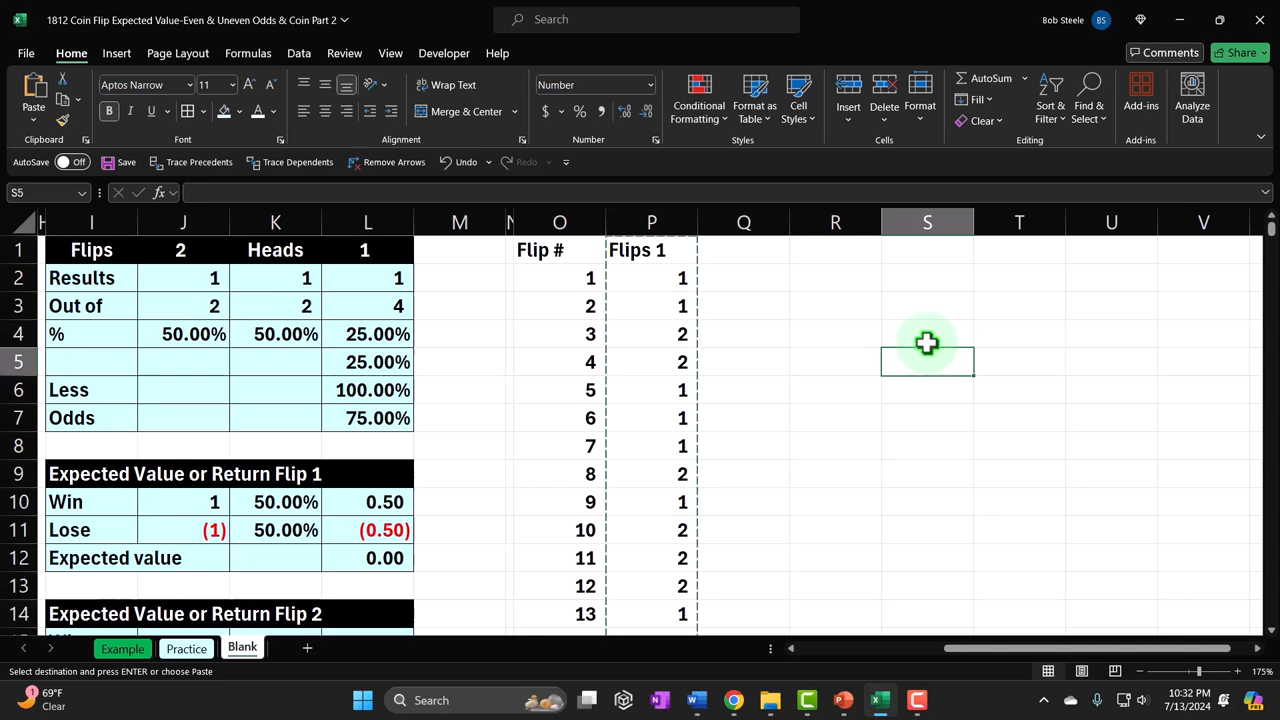 1812 Coin Flip Expected Value-Even & Uneven Odds & Coin Part 2
Search
Bob Steele BS
File Home Insert Page Layout Formulas Data Review View Developer Help
Comments Share
Paste
Clipboard
Aptos Narrow 11
B I U
Font
Wrap Text
Merge & Center
Alignment
Number
$ % ,
Number
Conditional Formatting
Format as Table
Cell Styles
Styles
Insert Delete Format
Cells
AutoSum
Fill
Clear
Sort & Filter
Find & Select
Editing
Add-ins
Add-ins
Analyze Data
AutoSave Off Save Trace Precedents Trace Dependents Remove Arrows Undo Redo
S5 fx
I J K L M N O P Q R S T U V
1 Flips 2 Heads 1 Flip # Flips 1
2 Results 1 1 1 1 1
3 Out of 2 2 4 2 1
4 % 50.00% 50.00% 25.00% 3 2
5 25.00% 4 2
6 Less 100.00% 5 1
7 Odds 75.00% 6 1
8 7 1
9 Expected Value or Return Flip 1 8 2
10 Win 1 50.00% 0.50 9 1
11 Lose (1) 50.00% (0.50) 10 2
12 Expected value 0.00 11 2
13 12 2
14 Expected Value or Return Flip 2 13 1
Example Practice Blank
Select destination and press ENTER or choose Paste
175%
1
69°F
Clear
Search
10:32 PM
7/13/2024